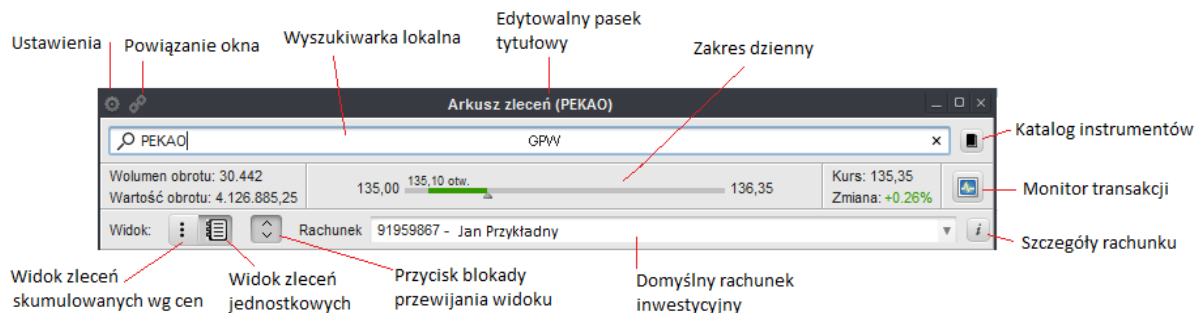 Edytowalny pasek
tytułowy
Ustawienia
Powiązanie okna
Wyszukiwarka lokalna
Zakres dzienny
Arkusz zleceń (PEKAO)
PEKAO
GPW
Katalog instrumentów
Wolumen obrotu: 30.442
Wartość obrotu: 4.126.885,25
135,00
135,10 otw.
136,35
Kurs: 135,35
Zmiana: +0.26%
Monitor transakcji
Widok:
Rachunek
91959867 - Jan Przykładny
Szczegóły rachunku
Widok zleceń
skumulowanych wg cen
Widok zleceń
jednostkowych
Przycisk blokady
przewijania widoku
Domyślny rachunek
inwestycyjny